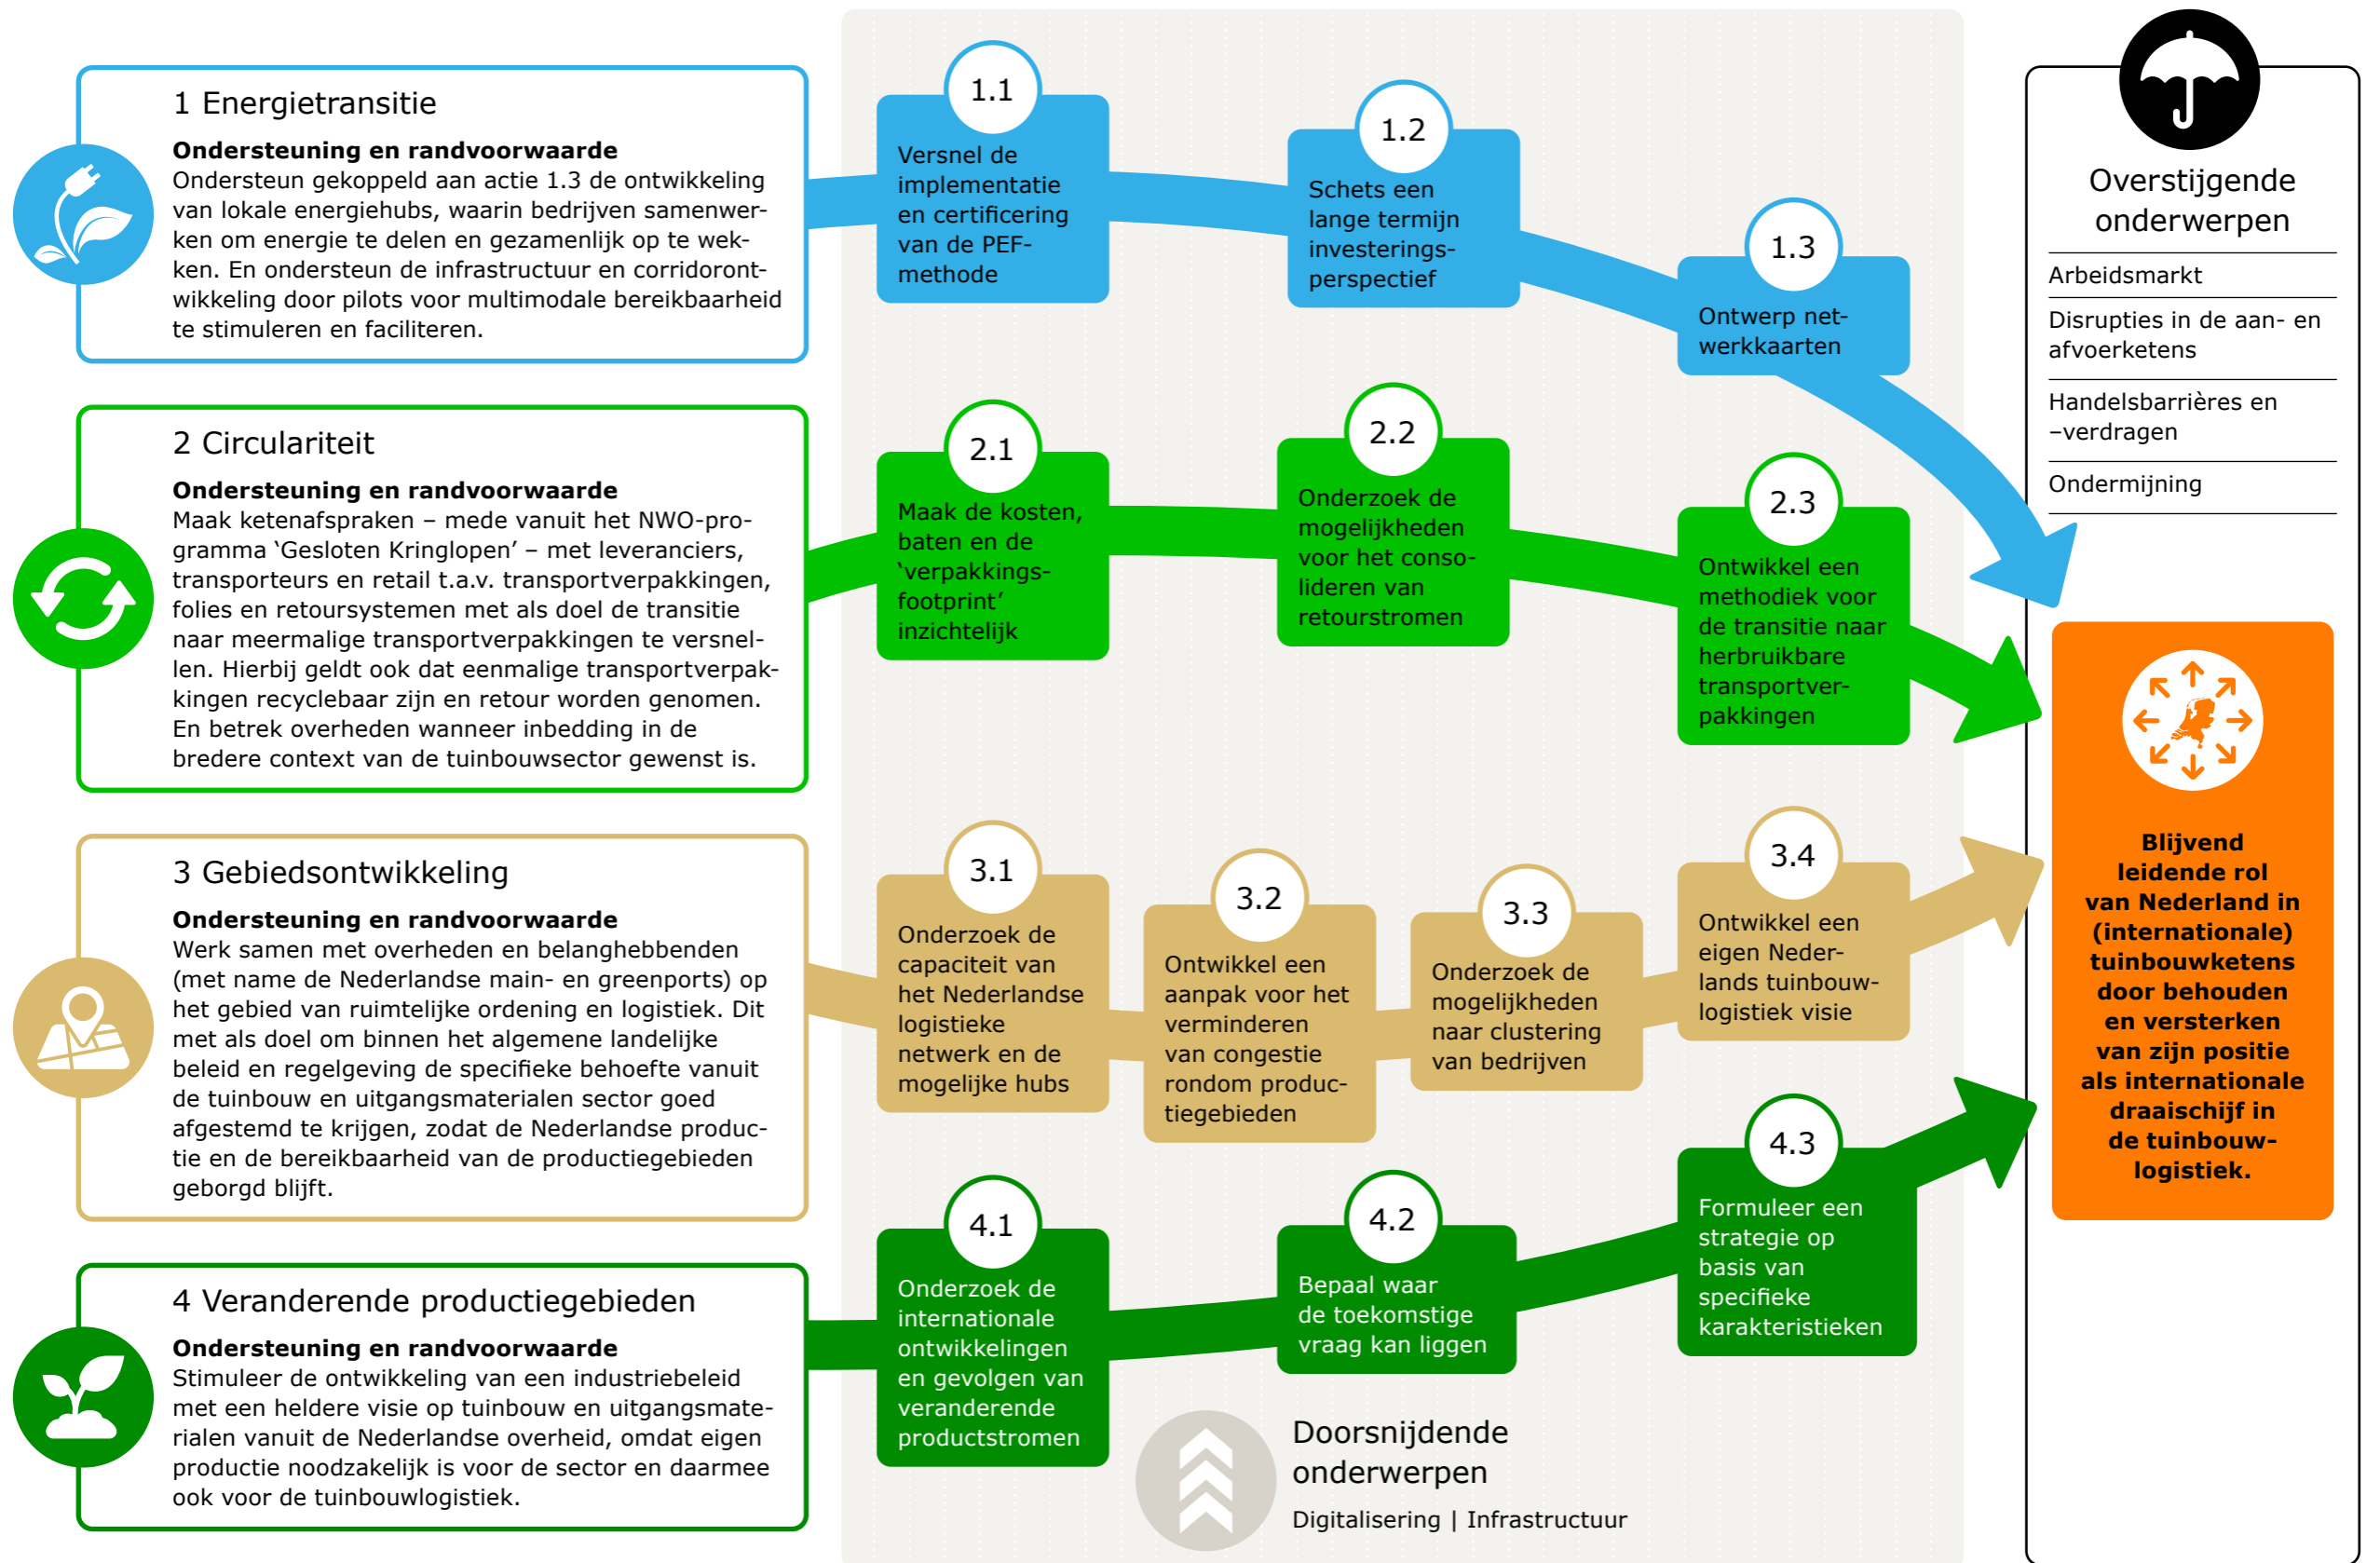 1 Energietransitie
Ondersteuning en randvoorwaarde
Ondersteun gekoppeld aan actie 1.3 de ontwikkeling
van lokale energiehubs, waarin bedrijven samenwer-
ken om energie te delen en gezamenlijk op te wek-
ken. En ondersteun de infrastructuur en corridoront-
wikkeling door pilots voor multimodale bereikbaarheid
te stimuleren en faciliteren.
1.1
Versnel de
implementatie
en certificering
van de PEF-
methode
1.2
Schets een
lange termijn
investerings-
perspectief
1.3
Ontwerp net-
werkkaarten
2 Circulariteit
Ondersteuning en randvoorwaarde
Maak ketenafspraken – mede vanuit het NWO-pro-
gramma ‘Gesloten Kringlopen’ – met leveranciers,
transporteurs en retail t.a.v. transportverpakkingen,
folies en retoursystemen met als doel de transitie
naar meermalige transportverpakkingen te versnel-
len. Hierbij geldt ook dat eenmalige transportverpak-
kingen recyclebaar zijn en retour worden genomen.
En betrek overheden wanneer inbedding in de
bredere context van de tuinbouwsector gewenst is.
2.1
Maak de kosten,
baten en de
‘verpakkings-
footprint’
inzichtelijk
2.2
Onderzoek de
mogelijkheden
voor het conso-
lideren van
retourstromen
2.3
Ontwikkel een
methodiek voor
de transitie naar
herbruikbare
transportver-
pakkingen
3 Gebiedsontwikkeling
Ondersteuning en randvoorwaarde
Werk samen met overheden en belanghebbenden
(met name de Nederlandse main- en greenports) op
het gebied van ruimtelijke ordening en logistiek. Dit
met als doel om binnen het algemene landelijke
beleid en regelgeving de specifieke behoefte vanuit
de tuinbouw en uitgangsmaterialen sector goed
afgestemd te krijgen, zodat de Nederlandse produc-
tie en de bereikbaarheid van de productiegebieden
geborgd blijft.
3.1
Onderzoek de
capaciteit van
het Nederlandse
logistieke
netwerk en de
mogelijke hubs
3.2
Ontwikkel een
aanpak voor het
verminderen
van congestie
rondom produc-
tiegebieden
3.3
Onderzoek de
mogelijkheden
naar clustering
van bedrijven
3.4
Ontwikkel een
eigen Neder-
lands tuinbouw-
logistiek visie
4 Veranderende productiegebieden
Ondersteuning en randvoorwaarde
Stimuleer de ontwikkeling van een industriebeleid
met een heldere visie op tuinbouw en uitgangsmate-
rialen vanuit de Nederlandse overheid, omdat eigen
productie noodzakelijk is voor de sector en daarmee
ook voor de tuinbouwlogistiek.
4.1
Onderzoek de
internationale
ontwikkelingen
en gevolgen van
veranderende
productstromen
4.2
Bepaal waar
de toekomstige
vraag kan liggen
4.3
Formuleer een
strategie op
basis van
specifieke
karakteristieken
Doorsnijdende
onderwerpen
Digitalisering | Infrastructuur
Overstijgende
onderwerpen
Arbeidsmarkt
Disrupties in de aan- en
afvoerketens
Handelsbarrières en
–verdragen
Ondermijning
Blijvend
leidende rol
van Nederland in
(internationale)
tuinbouwketens
door behouden
en versterken
van zijn positie
als internationale
draaischijf in
de tuinbouw-
logistiek.